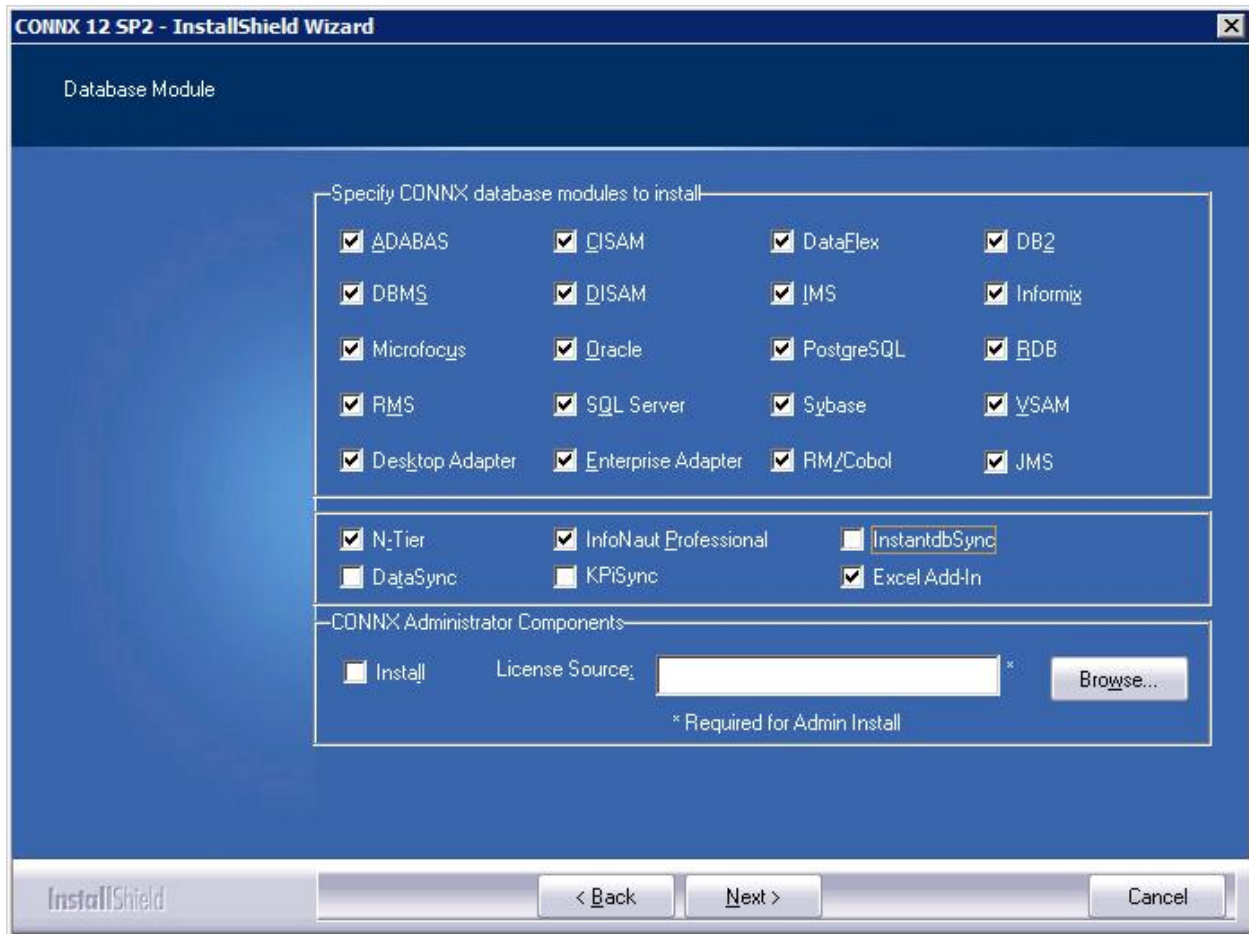 CONNX 12 SP2 - InstallShield Wizard
Database Module
Specify CONNX database modules to install
ADABAS CISAM DataFlex DB2
DBMS DISAM IMS Informix
Microfocus Oracle PostgreSQL RDB
RMS SQL Server Sybase VSAM
Desktop Adapter Enterprise Adapter RM/Cobol JMS
N-Tier InfoNaut Professional InstantdbSync
DataSync KPiSync Excel Add-In
CONNX Administrator Components
Install License Source: * Browse...
* Required for Admin Install
InstallShield < Back Next > Cancel